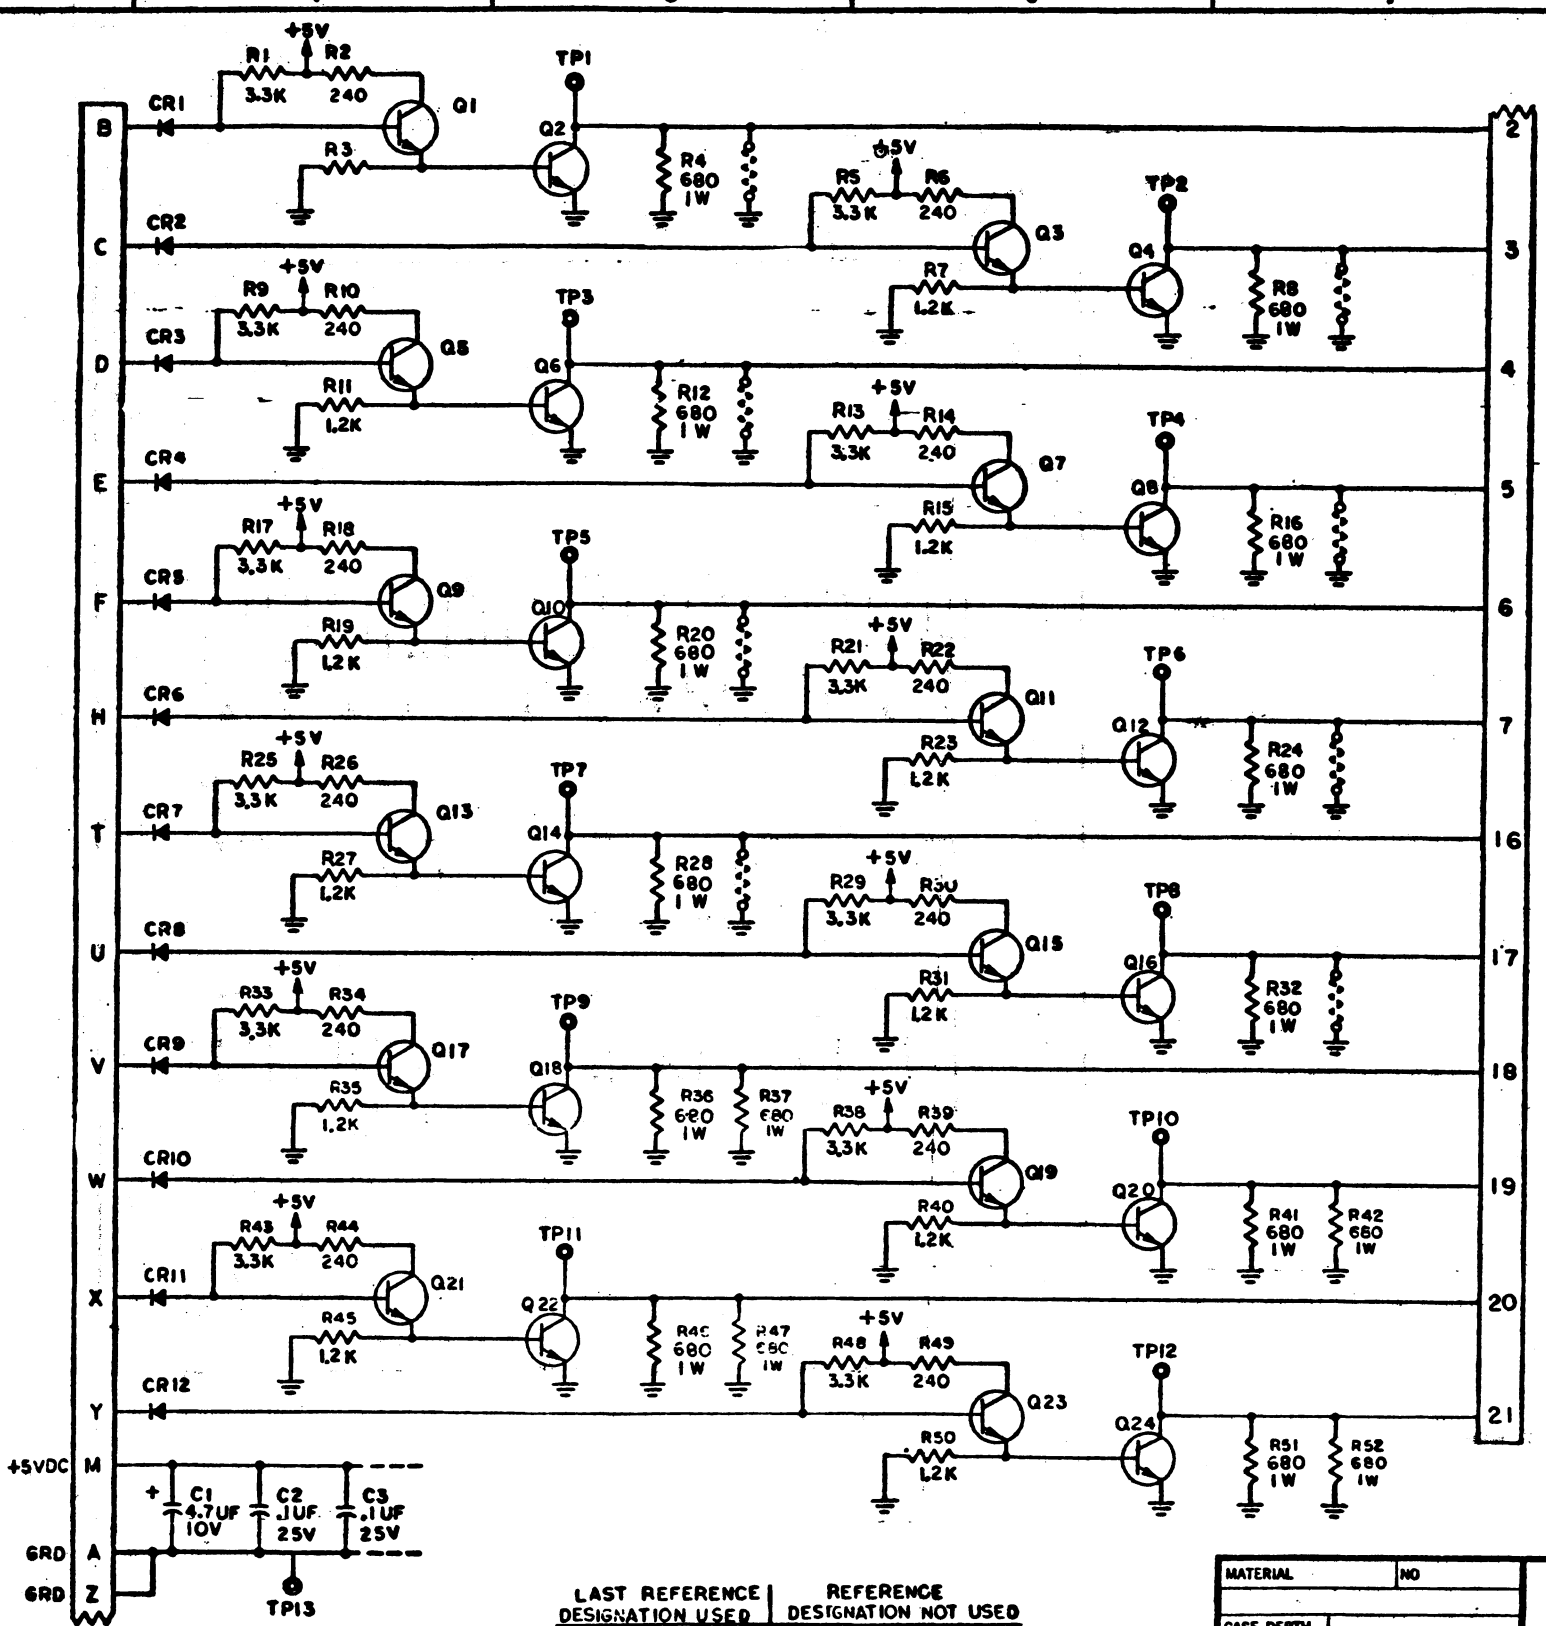 +5V
R1 R2
3.3K 240
TP1
CR1
Q1
B
Q2
2
R3
R4
680
1W
+5V
R5 R6
3.3K 240
TP2
CR2
C
Q3
Q4
3
+5V
R9 R10
3.3K 240
TP3
R7
1.2K
R8
680
1W
CR3
D
Q5
Q6
4
R11
1.2K
R12
680
1W
+5V
R13 R14
3.3K 240
TP4
CR4
E
Q7
Q8
5
+5V
R17 R18
3.3K 240
TP5
R15
1.2K
R16
680
1W
CR5
F
Q9
Q10
6
R19
1.2K
R20
680
1W
+5V
R21 R22
3.3K 240
TP6
CR6
H
Q11
Q12
7
+5V
R25 R26
3.3K 240
TP7
R23
1.2K
R24
680
1W
CR7
T
Q13
Q14
16
R27
1.2K
R28
680
1W
+5V
R29 R30
3.3K 240
TP8
CR8
U
Q15
Q16
17
+5V
R33 R34
3.3K 240
TP9
R31
1.2K
R32
680
1W
CR9
V
Q17
Q18
18
R35
1.2K
R36
680
1W
R37
680
1W
+5V
R38 R39
3.3K 240
TP10
CR10
W
Q19
Q20
19
+5V
R43 R44
3.3K 240
TP11
R40
1.2K
R41
680
1W
R42
680
1W
CR11
X
Q21
Q22
20
R45
1.2K
R46
680
1W
R47
680
1W
+5V
R48 R49
3.3K 240
TP12
CR12
Y
Q23
Q24
21
R50
1.2K
R51
680
1W
R52
680
1W
+5VDC M
+ C1
4.7UF
10V
C2
.1UF
25V
C3
.1UF
25V
GRD A
GRD Z
TP13
LAST REFERENCE DESIGNATION USED
REFERENCE DESIGNATION NOT USED
MATERIAL NO